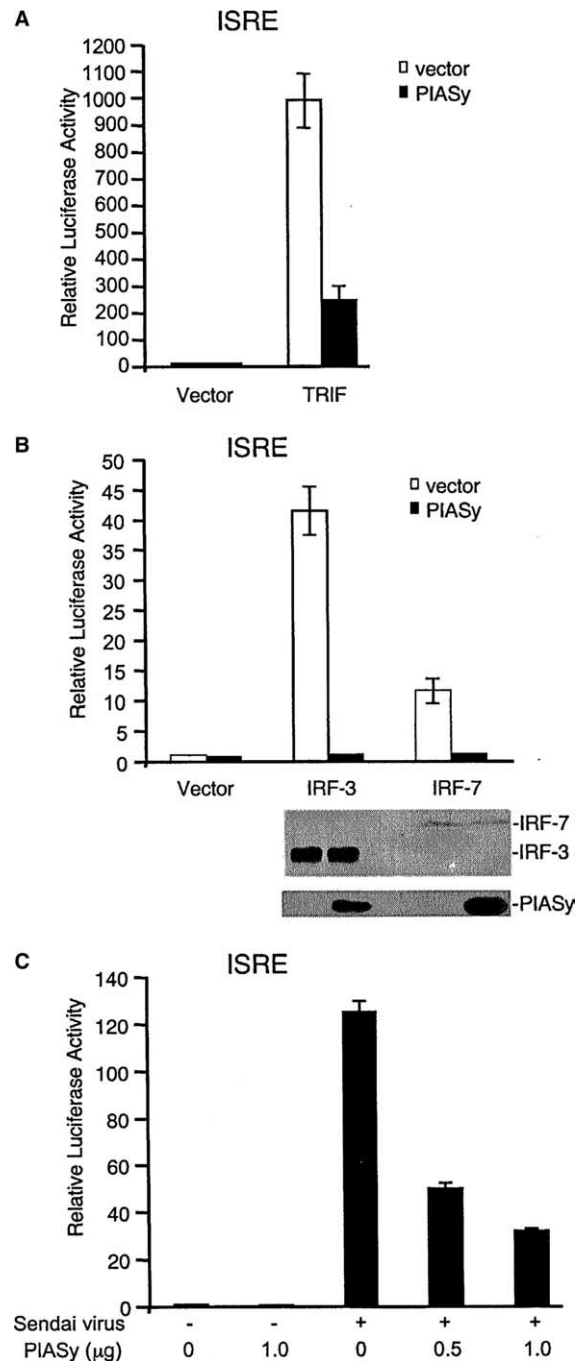 A
ISRE
1200
1100
1000
900
800
700
600
500
400
300
200
100
0
Relative Luciferase Activity
vector
PIASy
Vector TRIF
B
ISRE
50
45
40
35
30
25
20
15
10
5
0
Relative Luciferase Activity
vector
PIASy
Vector IRF-3 IRF-7
-IRF-7
-IRF-3
-PIASy
C
ISRE
140
120
100
80
60
40
20
0
Relative Luciferase Activity
Sendai virus - - + + +
PIASy (μg) 0 1.0 0 0.5 1.0